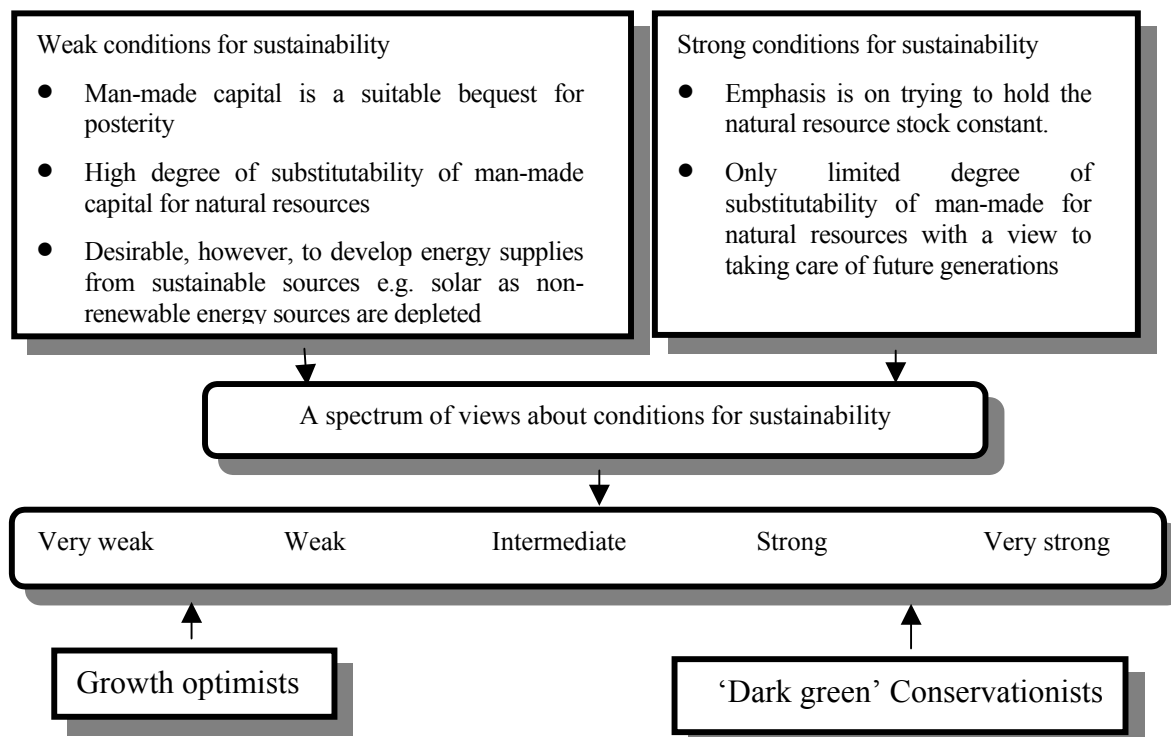 Weak conditions for sustainability
● Man-made capital is a suitable bequest for
posterity
● High degree of substitutability of man-made
capital for natural resources
● Desirable, however, to develop energy supplies
from sustainable sources e.g. solar as non-
renewable energy sources are depleted
Strong conditions for sustainability
● Emphasis is on trying to hold the
natural resource stock constant.
● Only limited degree of
substitutability of man-made for
natural resources with a view to
taking care of future generations
A spectrum of views about conditions for sustainability
Very weak Weak Intermediate Strong Very strong
Growth optimists
‘Dark green’ Conservationists